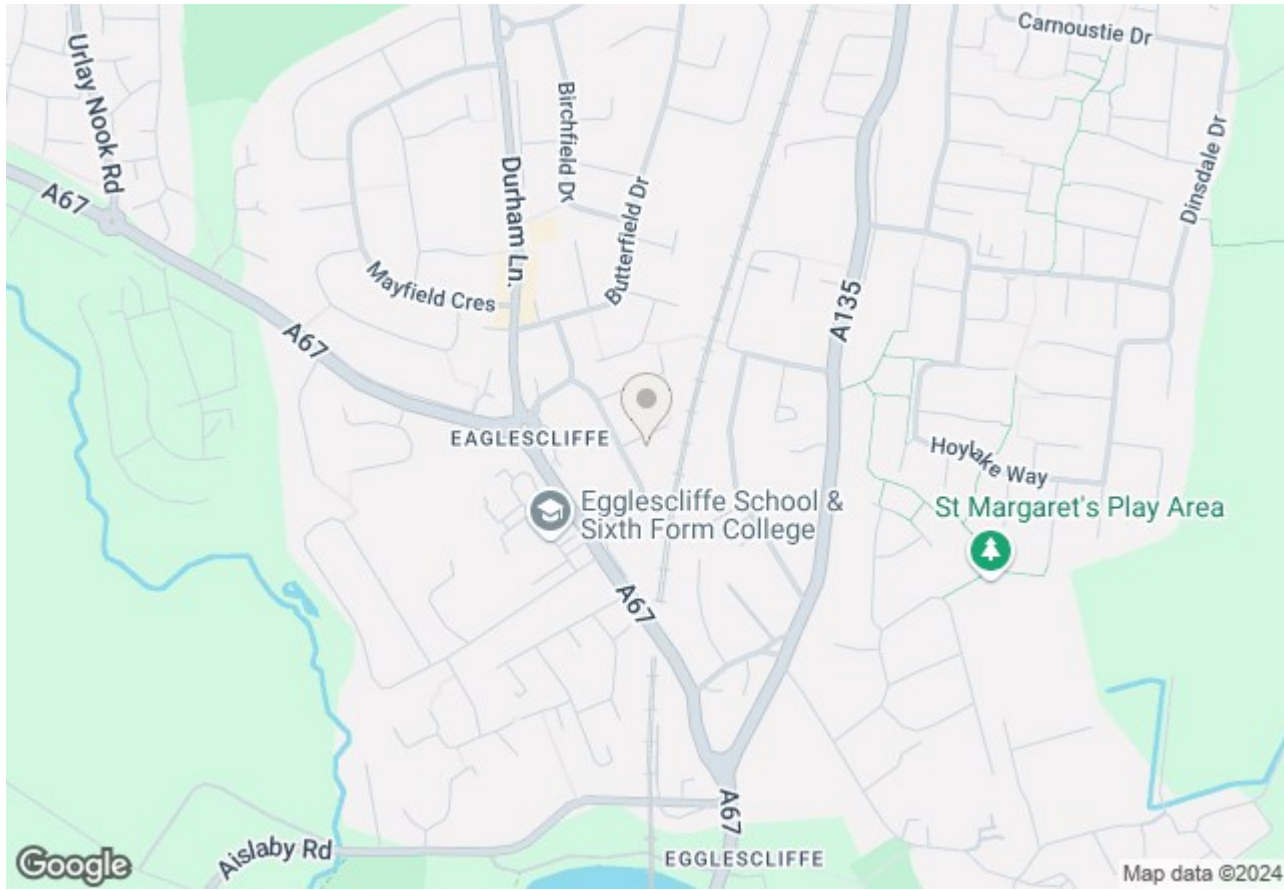 Carnoustie Dr
Urlay Nook Rd
Birchfield Dr
Durham Ln.
Butterfield Dr
Dinsdale Dr
A67
Mayfield Cres
A67
A135
EAGLESCLIFFE
Hoylake Way
Egglescliffe School &
Sixth Form College
St Margaret's Play Area
A67
A67
Aislaby Rd
EGGLESCLIFFE
Google
Map data ©2024